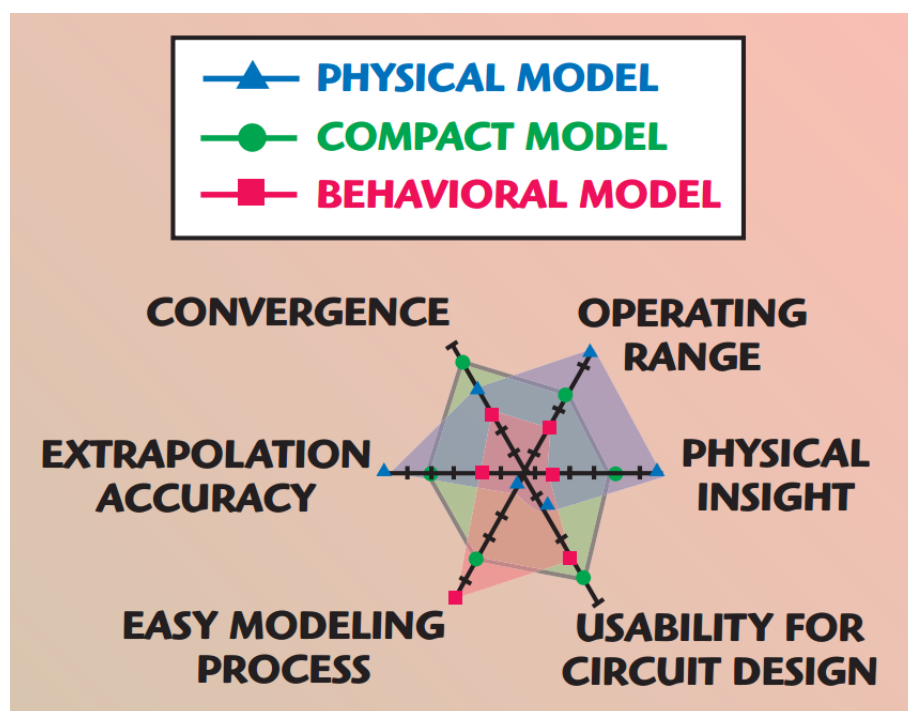 PHYSICAL MODEL
COMPACT MODEL
BEHAVIORAL MODEL
CONVERGENCE
OPERATING
RANGE
EXTRAPOLATION
ACCURACY
PHYSICAL
INSIGHT
EASY MODELING
PROCESS
USABILITY FOR
CIRCUIT DESIGN